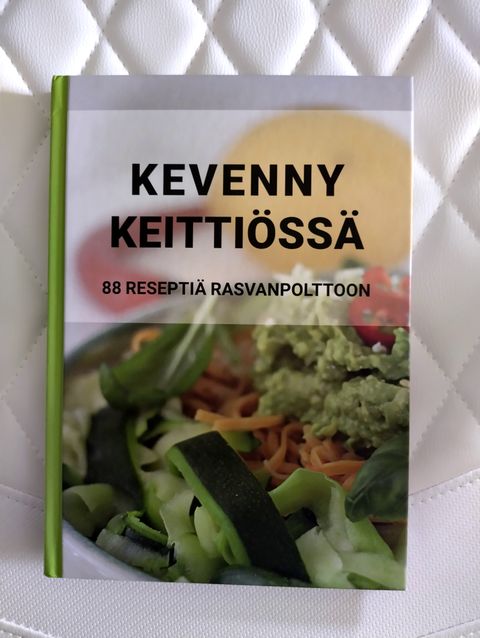 KEVENNY
KEITTIÖSSÄ
88 RESEPTIÄ RASVANPOLTTOON